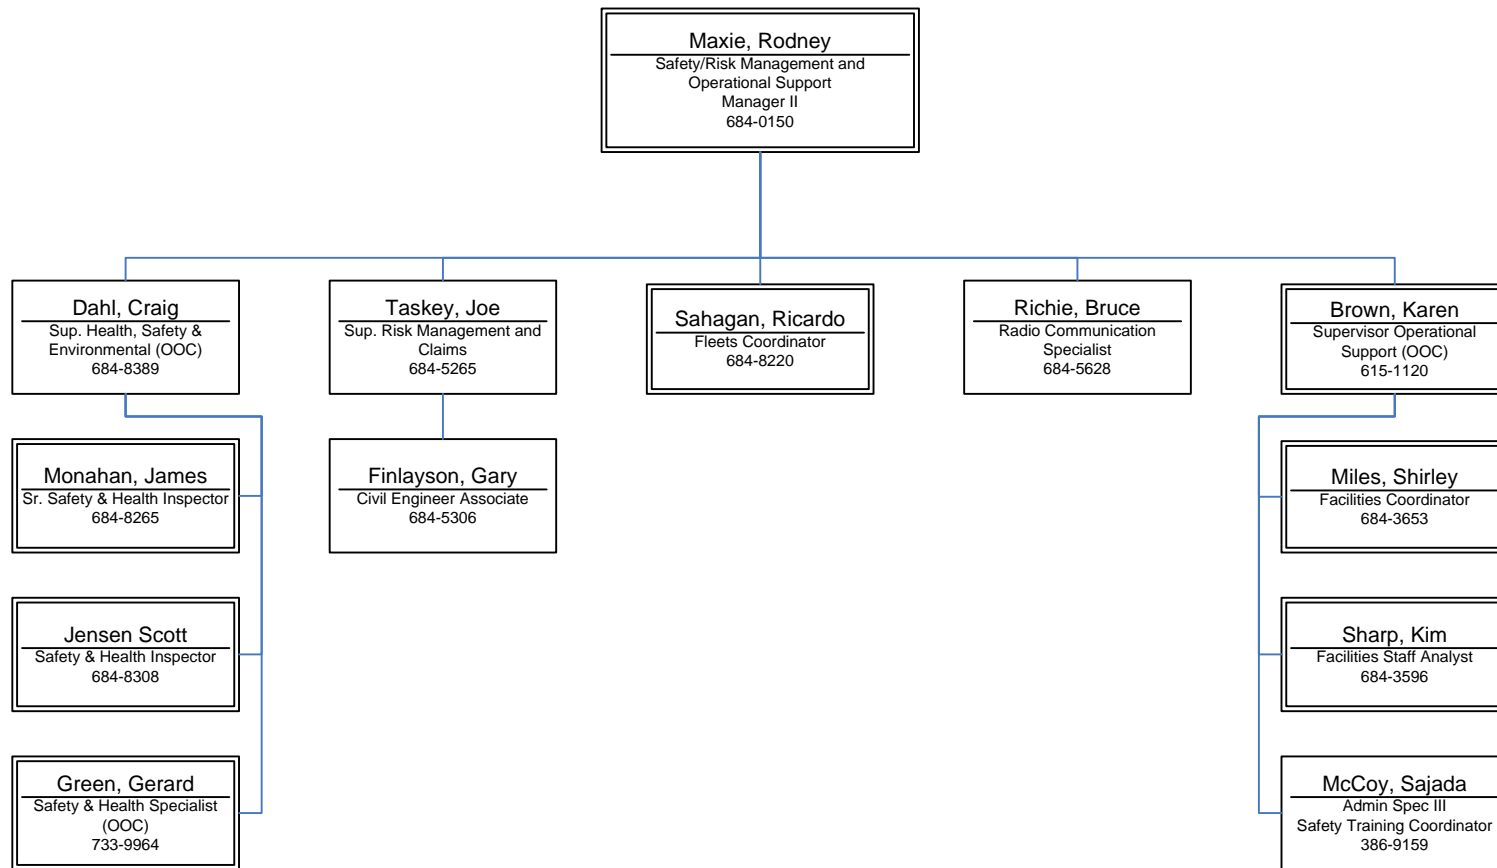 Maxie, Rodney
Safety/Risk Management and
Operational Support
Manager II
684-0150
Dahl, Craig
Sup. Health, Safety &
Environmental (OOC)
684-8389
Taskey, Joe
Sup. Risk Management and
Claims
684-5265
Sahagan, Ricardo
Fleets Coordinator
684-8220
Richie, Bruce
Radio Communication
Specialist
684-5628
Brown, Karen
Supervisor Operational
Support (OOC)
615-1120
Monahan, James
Sr. Safety & Health Inspector
684-8265
Finlayson, Gary
Civil Engineer Associate
684-5306
Miles, Shirley
Facilities Coordinator
684-3653
Jensen Scott
Safety & Health Inspector
684-8308
Sharp, Kim
Facilities Staff Analyst
684-3596
Green, Gerard
Safety & Health Specialist
(OOC)
733-9964
McCoy, Sajada
Admin Spec III
Safety Training Coordinator
386-9159